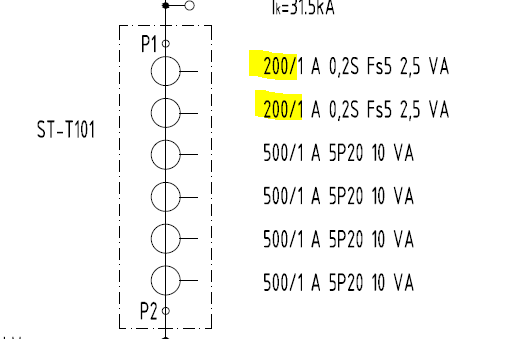 Ik=31.5kA
P1
200/1 A 0,2S Fs5 2,5 VA
200/1 A 0,2S Fs5 2,5 VA
ST-T101
500/1 A 5P20 10 VA
500/1 A 5P20 10 VA
500/1 A 5P20 10 VA
500/1 A 5P20 10 VA
P2